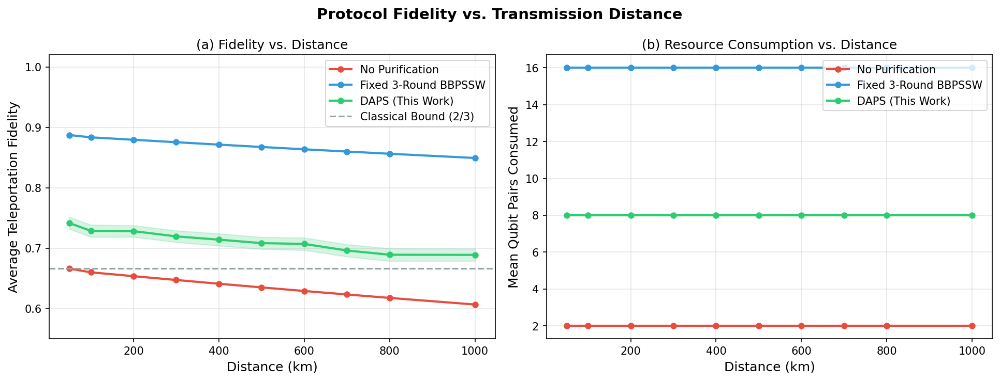 Protocol Fidelity vs. Transmission Distance
(a) Fidelity vs. Distance
1.0
0.9
0.8
0.7
0.6
Average Teleportation Fidelity
No Purification
Fixed 3-Round BBPSSW
DAPS (This Work)
Classical Bound (2/3)
200
400
600
800
1000
Distance (km)
(b) Resource Consumption vs. Distance
16
14
12
10
8
6
4
2
Mean Qubit Pairs Consumed
No Purification
Fixed 3-Round BBPSSW
DAPS (This Work)
200
400
600
800
1000
Distance (km)